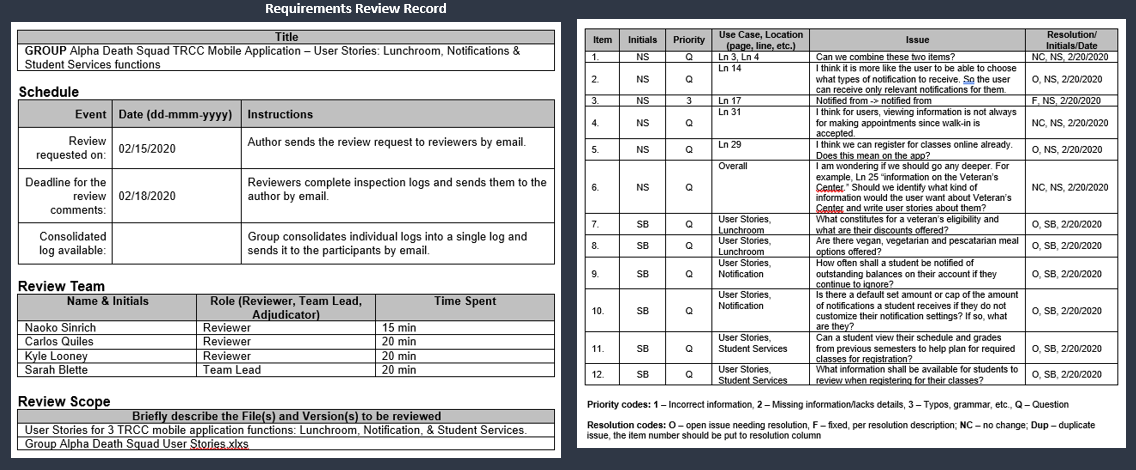 Requirements Review Record
Title
GROUP Alpha Death Squad TRCC Mobile Application – User Stories: Lunchroom, Notifications &
Student Services functions
Schedule
Event Date (dd-mmm-yyyy) Instructions
Review
requested on: 02/15/2020 Author sends the review request to reviewers by email.
Deadline for the
review
comments: 02/18/2020 Reviewers complete inspection logs and sends them to the
author by email.
Consolidated
log available: Group consolidates individual logs into a single log and
sends it to the participants by email.
Review Team
Name & Initials Role (Reviewer, Team Lead,
Adjudicator) Time Spent
Naoko Sinrich Reviewer 15 min
Carlos Quiles Reviewer 20 min
Kyle Looney Reviewer 20 min
Sarah Blette Team Lead 20 min
Review Scope
Briefly describe the File(s) and Version(s) to be reviewed
User Stories for 3 TRCC mobile application functions: Lunchroom, Notification, & Student Services.
Group Alpha Death Squad User Stories.xlxs
Item Initials Priority Use Case, Location
(page, line, etc.) Issue Resolution/
Initials/Date
1. NS Q Ln 3, Ln 4 Can we combine these two items? NC, NS, 2/20/2020
2. NS Q Ln 14 I think it is more like the user to be able to choose
what types of notification to receive. So the user
can receive only relevant notifications for them. O, NS, 2/20/2020
3. NS 3 Ln 17 Notified from -> notified from F, NS, 2/20/2020
4. NS Q Ln 31 I think for users, viewing information is not always
for making appointments since walk-in is
accepted. NC, NS, 2/20/2020
5. NS Q Ln 29 I think we can register for classes online already.
Does this mean on the app? O, NS, 2/20/2020
6. NS Q Overall I am wondering if we should go any deeper. For
example, Ln 25 “information on the Veteran’s
Center.” Should we identify what kind of
information would the user want about Veteran’s
Center and write user stories about them? NC, NS, 2/20/2020
7. SB Q User Stories,
Lunchroom What constitutes for a veteran’s eligibility and
what are their discounts offered? O, SB, 2/20/2020
8. SB Q User Stories,
Lunchroom Are there vegan, vegetarian and pescatarian meal
options offered? O, SB, 2/20/2020
9. SB Q User Stories,
Notification How often shall a student be notified of
outstanding balances on their account if they
continue to ignore? O, SB, 2/20/2020
10. SB Q User Stories,
Notification Is there a default set amount or cap of the amount
of notifications a student receives if they do not
customize their notification settings? If so, what
are they? O, SB, 2/20/2020
11. SB Q User Stories,
Student Services Can a student view their schedule and grades
from previous semesters to help plan for required
classes for registration? O, SB, 2/20/2020
12. SB Q User Stories,
Student Services What information shall be available for students to
review when registering for their classes? O, SB, 2/20/2020
Priority codes: 1 – Incorrect information, 2 – Missing information/lacks details, 3 – Typos, grammar, etc., Q – Question
Resolution codes: O – open issue needing resolution, F – fixed, per resolution description; NC – no change; Dup – duplicate
issue, the item number should be put to resolution column